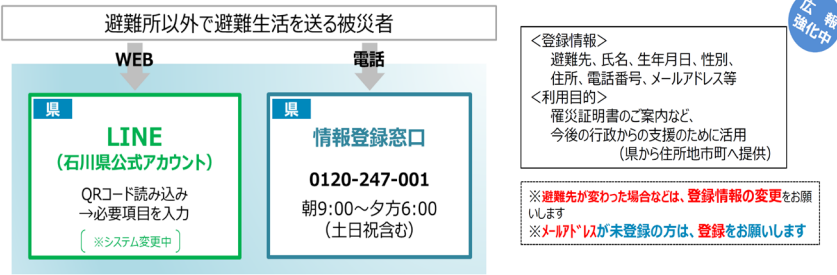 避難所以外で避難生活を送る被災者
WEB
電話
県
LINE
(石川県公式アカウント)
QRコード読み込み
→必要項目を入力
※システム変更中
県
情報登録窓口
0120-247-001
朝9:00～夕方6:00
(土日祝含む)
広報
強化中
＜登録情報＞
避難先、氏名、生年月日、性別、
住所、電話番号、メールアドレス等
＜利用目的＞
罹災証明書のご案内など、
今後の行政からの支援のために活用
(県から住所地市町へ提供)
※避難先が変わった場合などは、登録情報の変更をお願
いします
※メールアドレスが未登録の方は、登録をお願いします